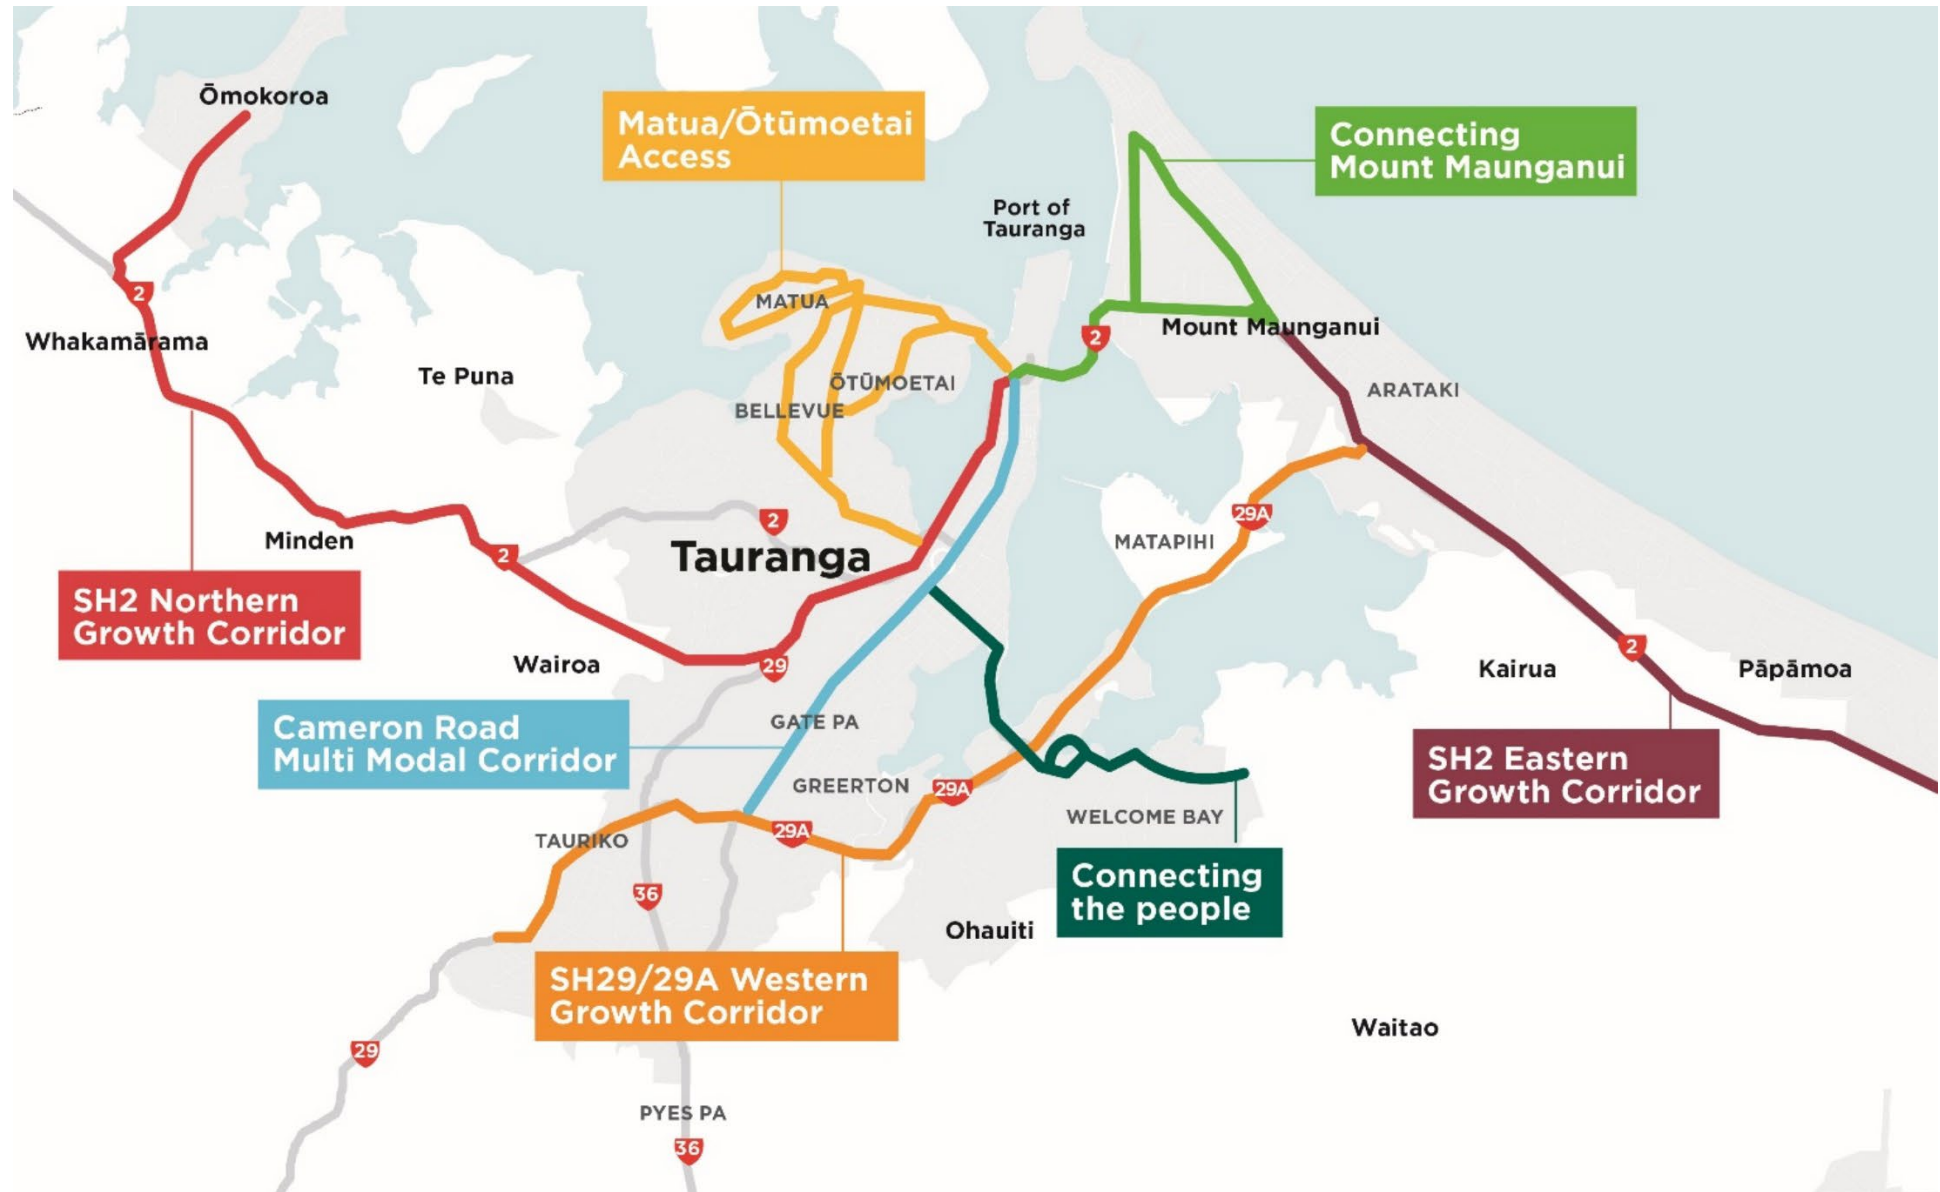 Ōmokoroa
Matua/Ōtūmoetai
Access
Connecting
Mount Maunganui
Port of
Tauranga
2
MATUA
Whakamārama
2
Mount Maunganui
Te Puna
ŌTŪMOETAI
ARATAKI
BELLEVUE
2
29A
Minden
2
Tauranga
MATAPIHI
SH2 Northern
Growth Corridor
Wairoa
29
2
Kairua
Pāpāmoa
Cameron Road
Multi Modal Corridor
GATE PA
SH2 Eastern
Growth Corridor
GREERTON
29A
WELCOME BAY
TAURIKO
29A
36
Connecting
the people
Ohauiti
SH29/29A Western
Growth Corridor
Waitao
29
PYES PA
36